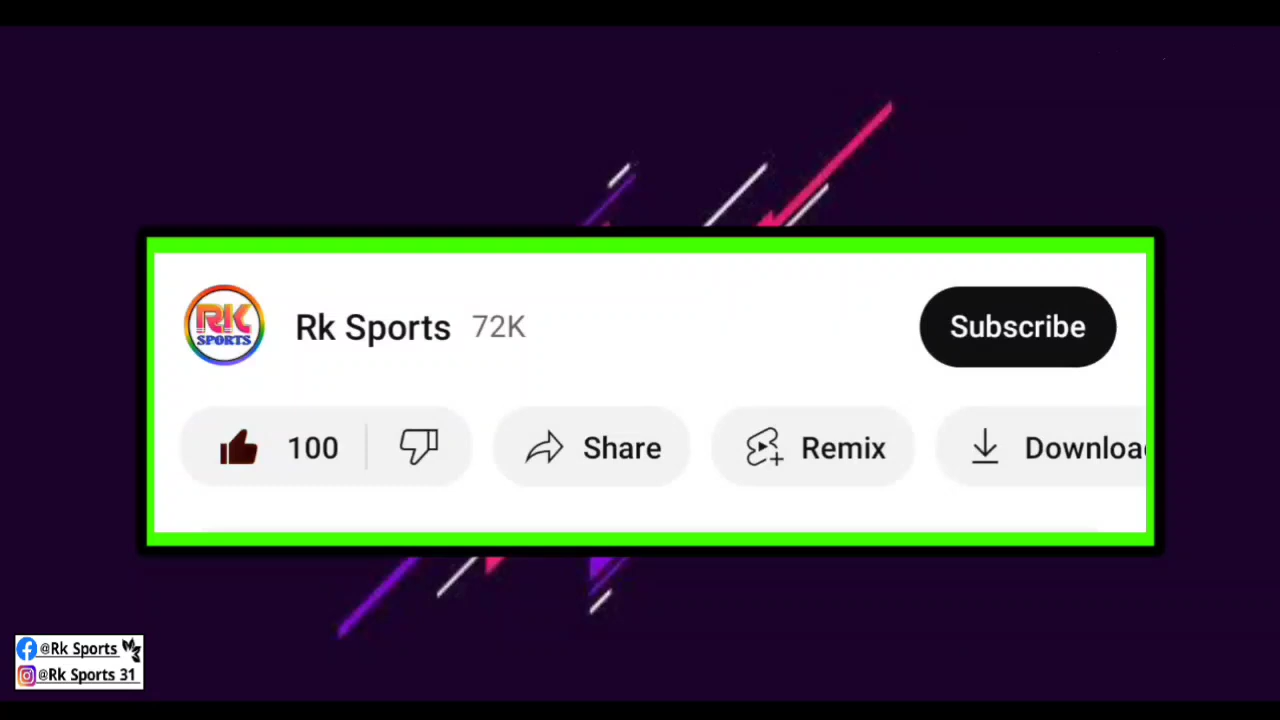 RK
SPORTS
Rk Sports 72K
Subscribe
100
Share
Remix
Downloa
@Rk Sports
@Rk Sports 31